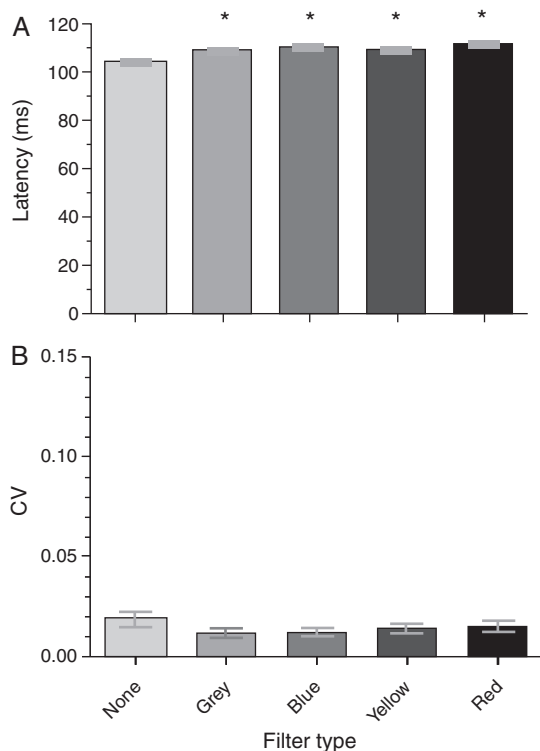 A
* * * *
120
100
80
60
40
20
0
Latency (ms)
B
0.15
0.10
0.05
0.00
CV
None Grey Blue Yellow Red
Filter type